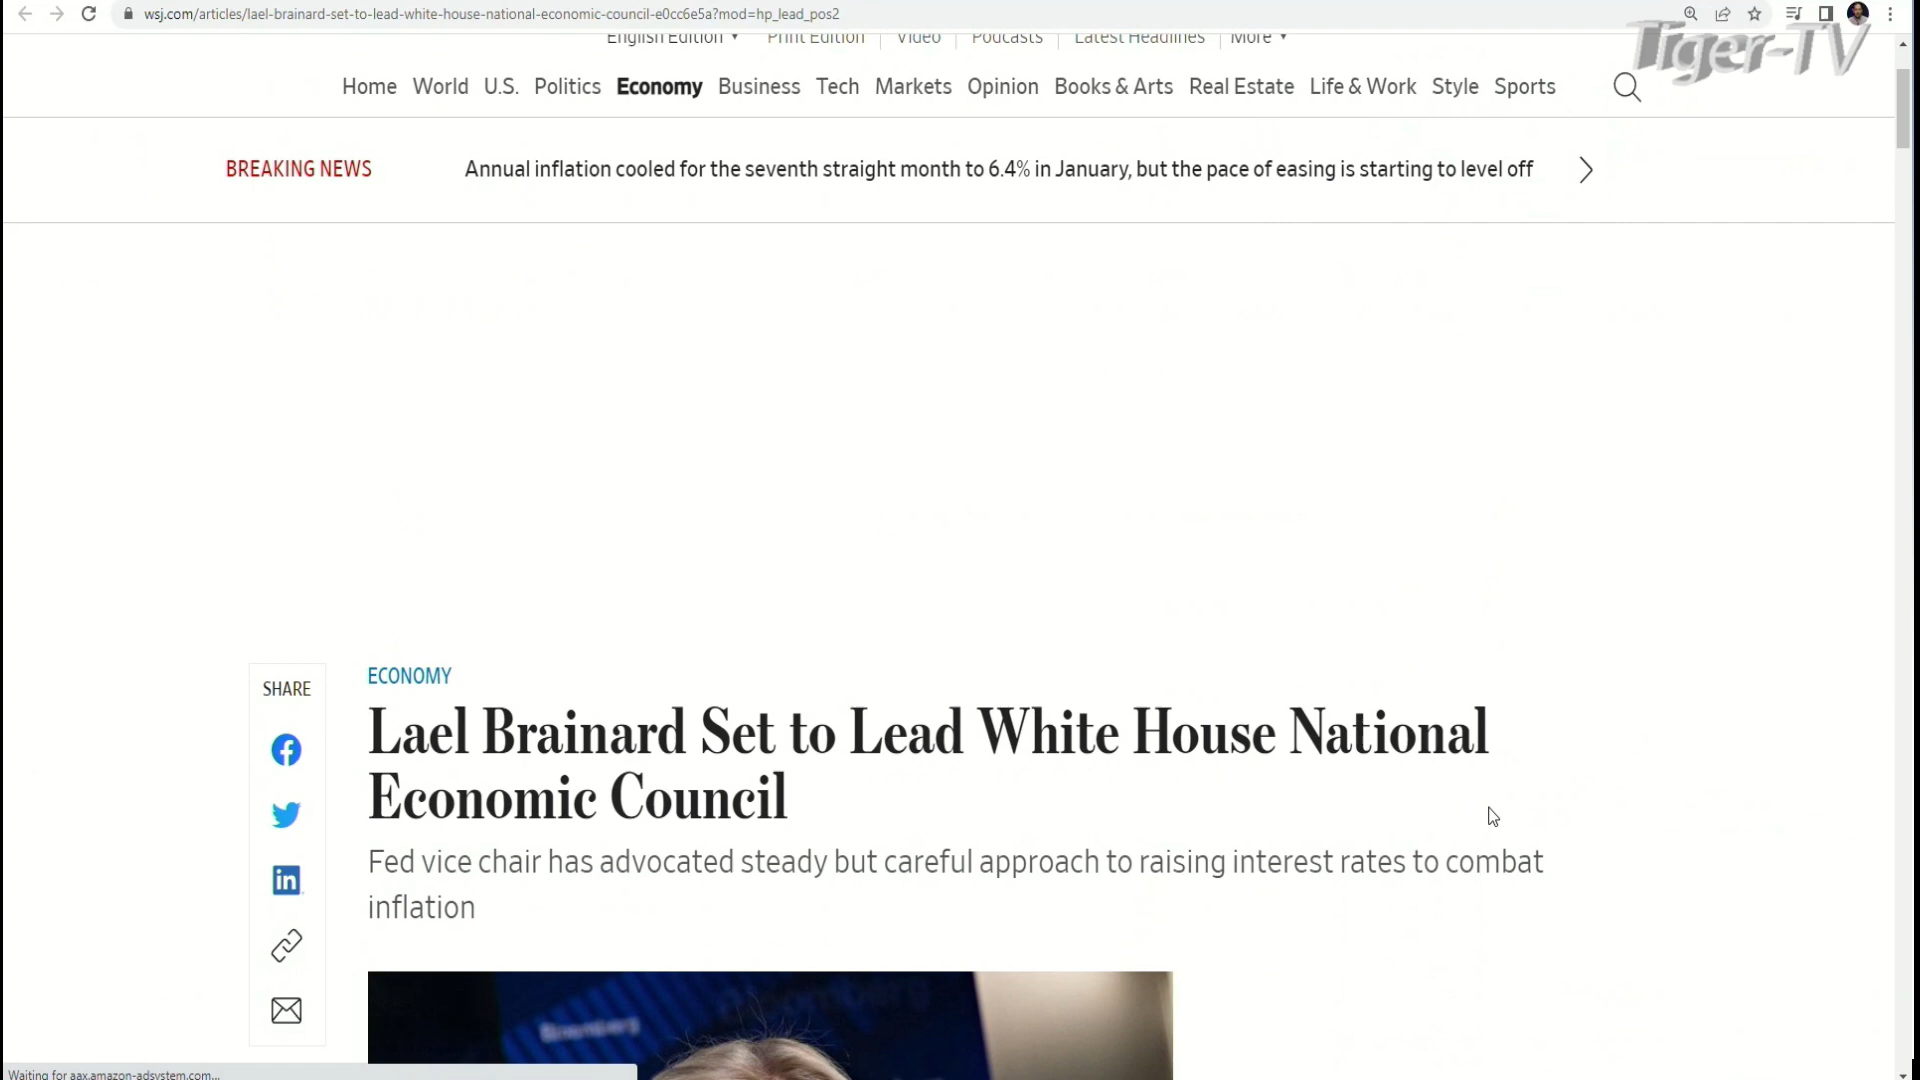 wsj.com/articles/lael-brainard-set-to-lead-white-house-national-economic-council-e0cc6e5a?mod=hp_lead_pos2
Tiger-TV
English Edition Print Edition Video Podcasts Latest Headlines More
Home World U.S. Politics Economy Business Tech Markets Opinion Books & Arts Real Estate Life & Work Style Sports
BREAKING NEWS Annual inflation cooled for the seventh straight month to 6.4% in January, but the pace of easing is starting to level off
ECONOMY
SHARE
Lael Brainard Set to Lead White House National
Economic Council
Fed vice chair has advocated steady but careful approach to raising interest rates to combat
inflation
in
Bloomberg
Waiting for aax.amazon-adsystem.com...